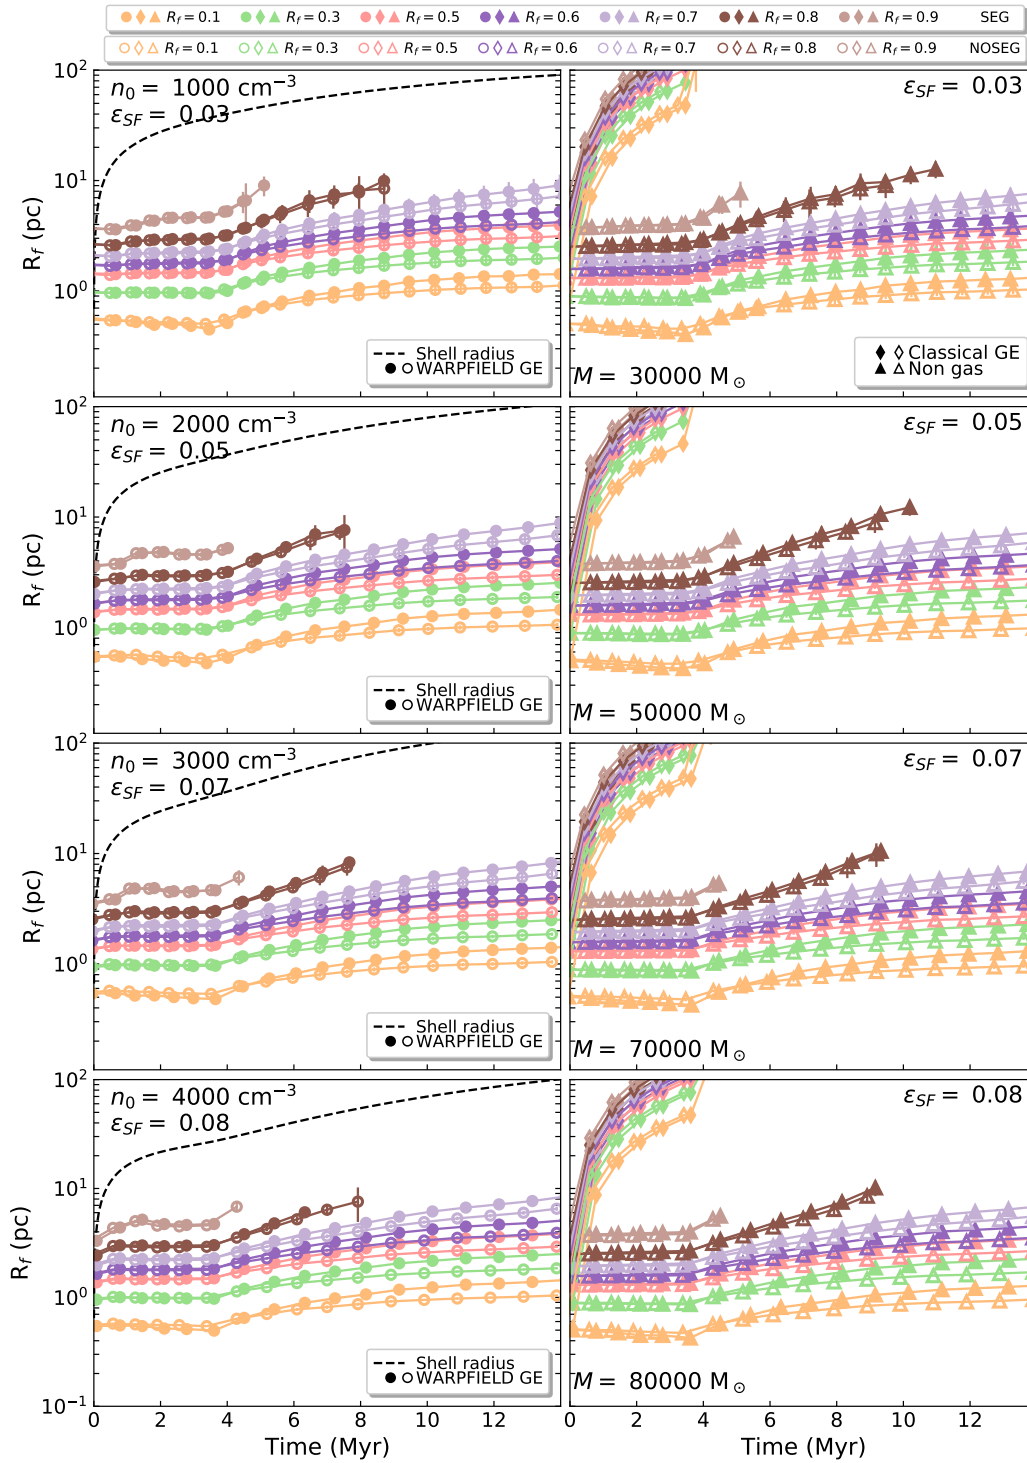 R_f = 0.1 R_f = 0.3 R_f = 0.5 R_f = 0.6 R_f = 0.7 R_f = 0.8 R_f = 0.9 SEG
R_f = 0.1 R_f = 0.3 R_f = 0.5 R_f = 0.6 R_f = 0.7 R_f = 0.8 R_f = 0.9 NOSEG
10^2
n_0 = 1000 cm^−3
ε_SF = 0.03
ε_SF = 0.03
10^1
R_f (pc)
10^0
Shell radius
WARPFIELD GE
Classical GE
Non gas
M = 30000 M_⊙
10^2
n_0 = 2000 cm^−3
ε_SF = 0.05
ε_SF = 0.05
10^1
R_f (pc)
10^0
Shell radius
WARPFIELD GE
M = 50000 M_⊙
10^2
n_0 = 3000 cm^−3
ε_SF = 0.07
ε_SF = 0.07
10^1
R_f (pc)
10^0
Shell radius
WARPFIELD GE
M = 70000 M_⊙
10^2
n_0 = 4000 cm^−3
ε_SF = 0.08
ε_SF = 0.08
10^1
R_f (pc)
10^0
Shell radius
WARPFIELD GE
M = 80000 M_⊙
10^−1
0 2 4 6 8 10 12 0 2 4 6 8 10 12
Time (Myr) Time (Myr)